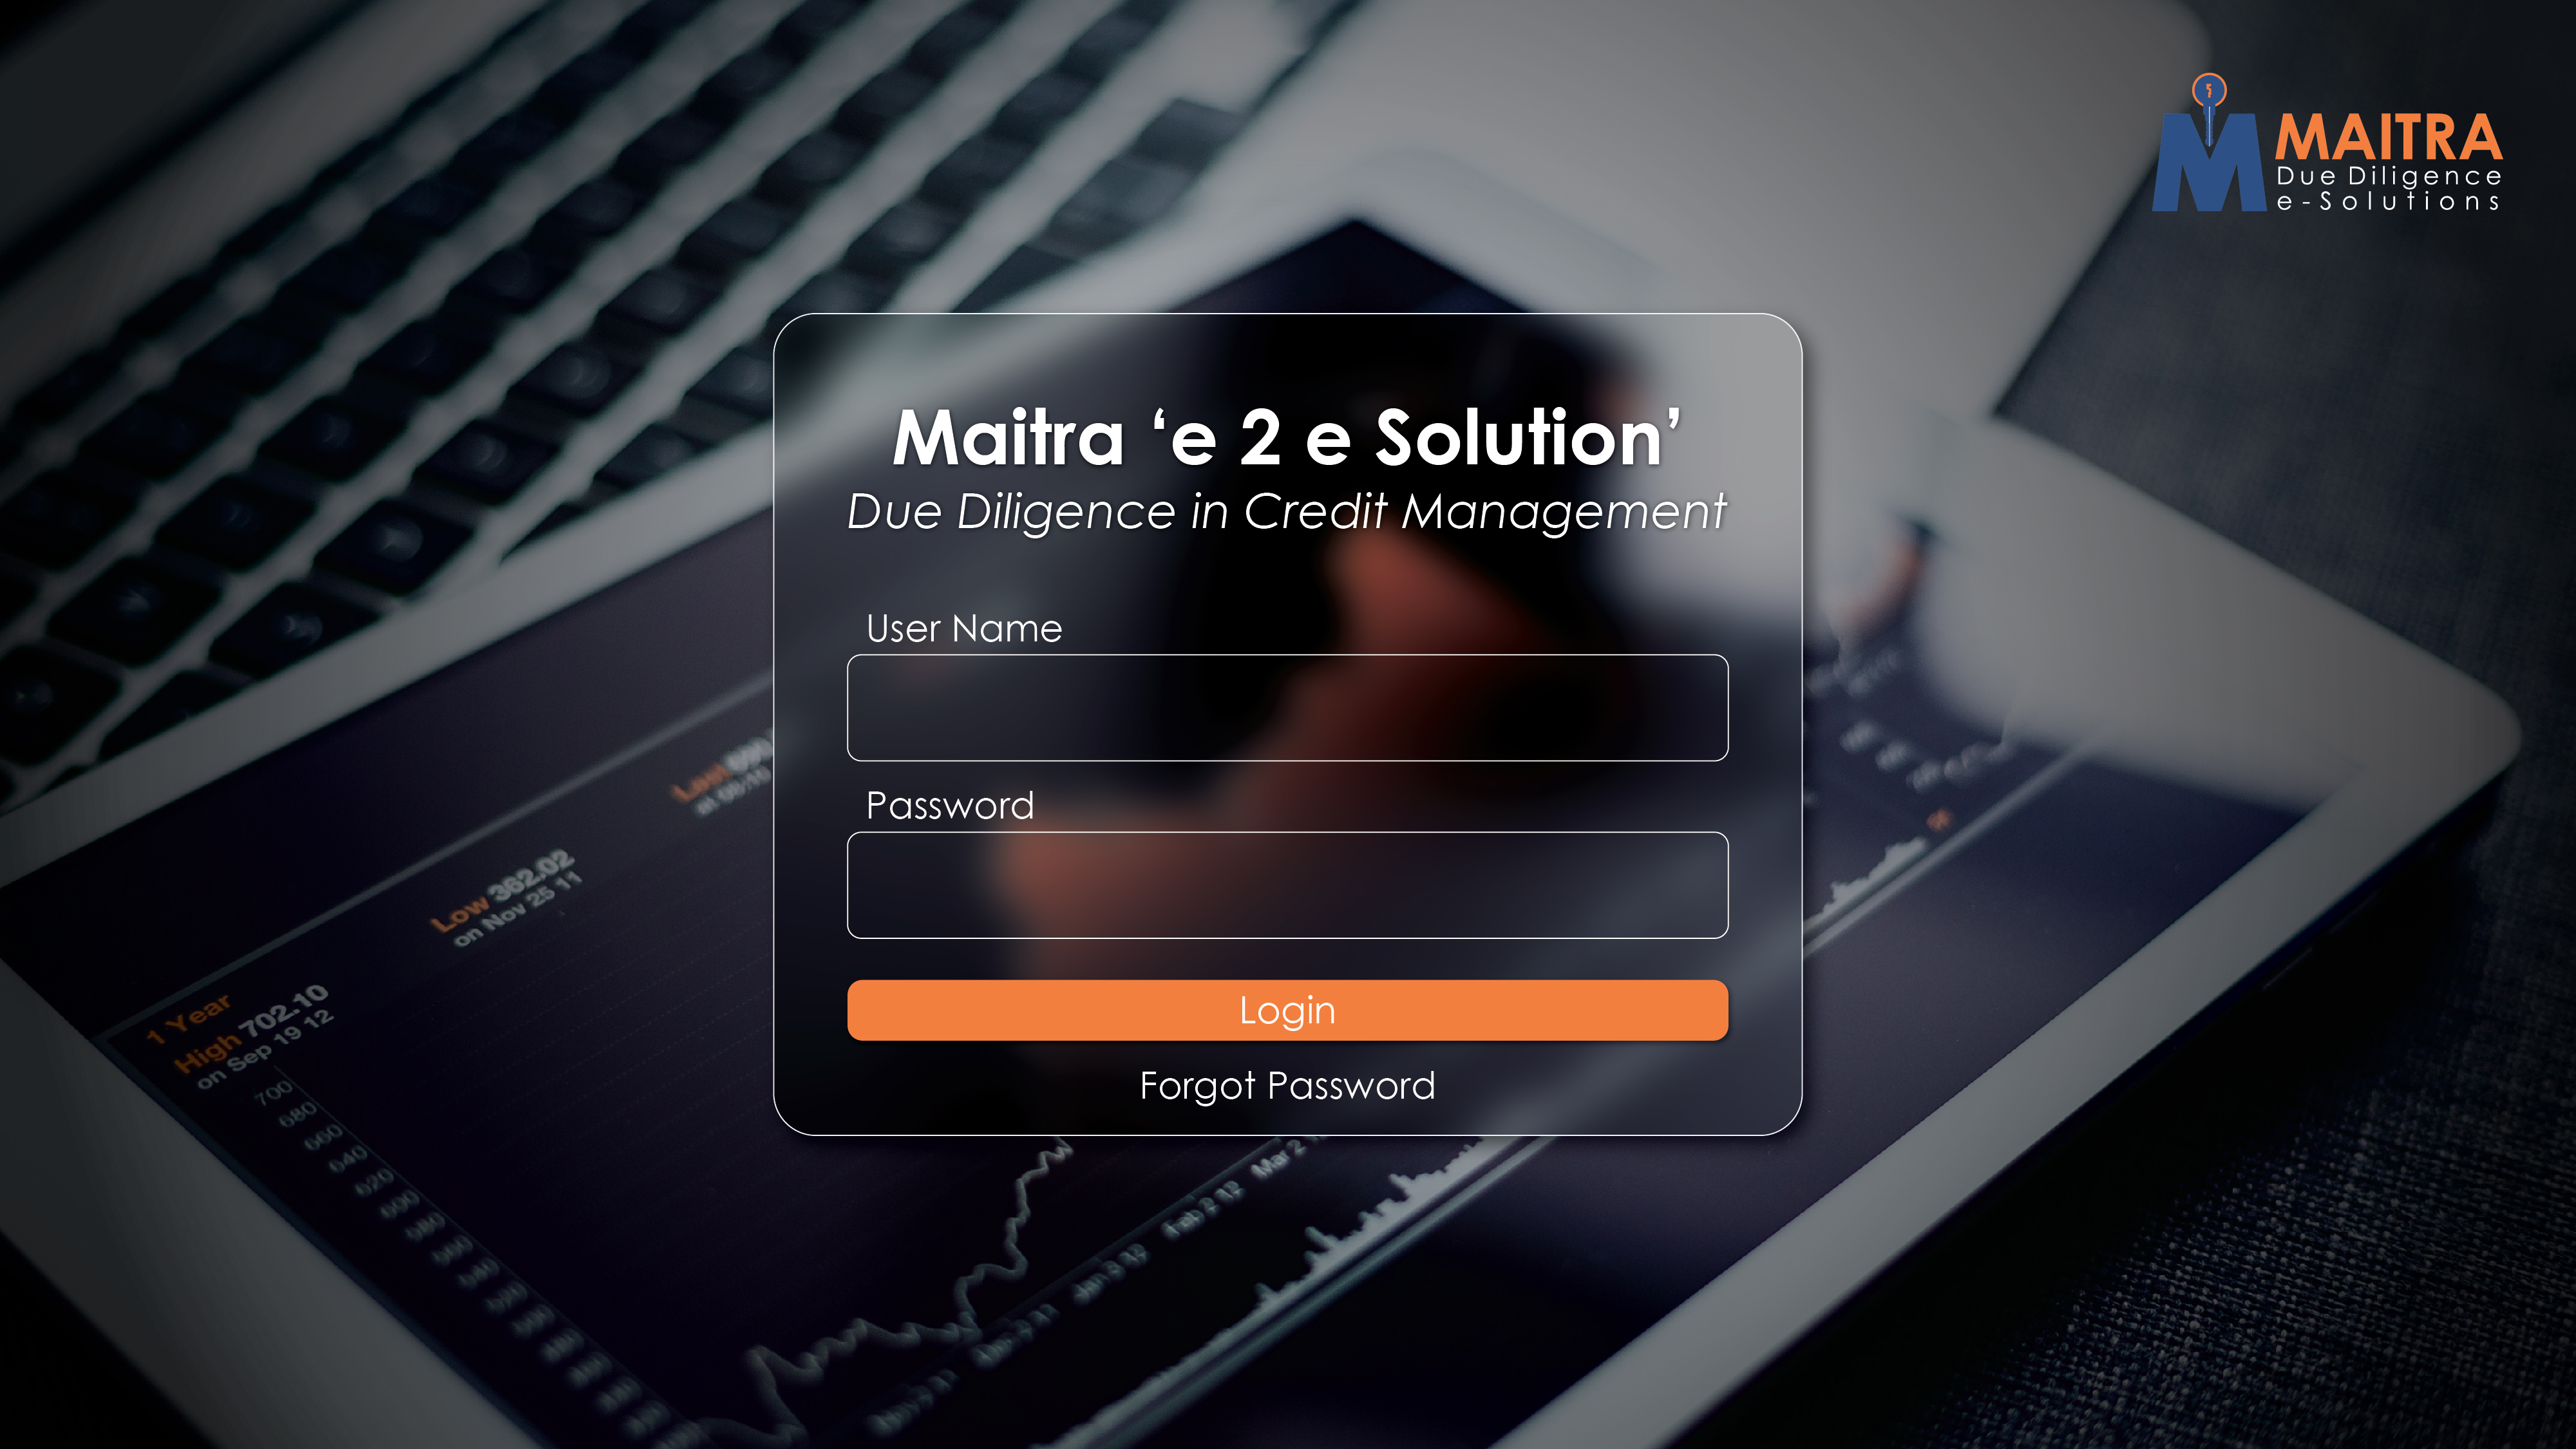 MAITRA
Due Diligence
e-Solutions
Maitra ‘e 2 e Solution’
Due Diligence in Credit Management
User Name
Password
Login
Forgot Password
Last
Low 362.02
on Nov 25 11
1 Year
High 702.10
on Sep 19 12
700
680
660
640
620
600
Mar 2
Feb 2 12
Jan 3 12